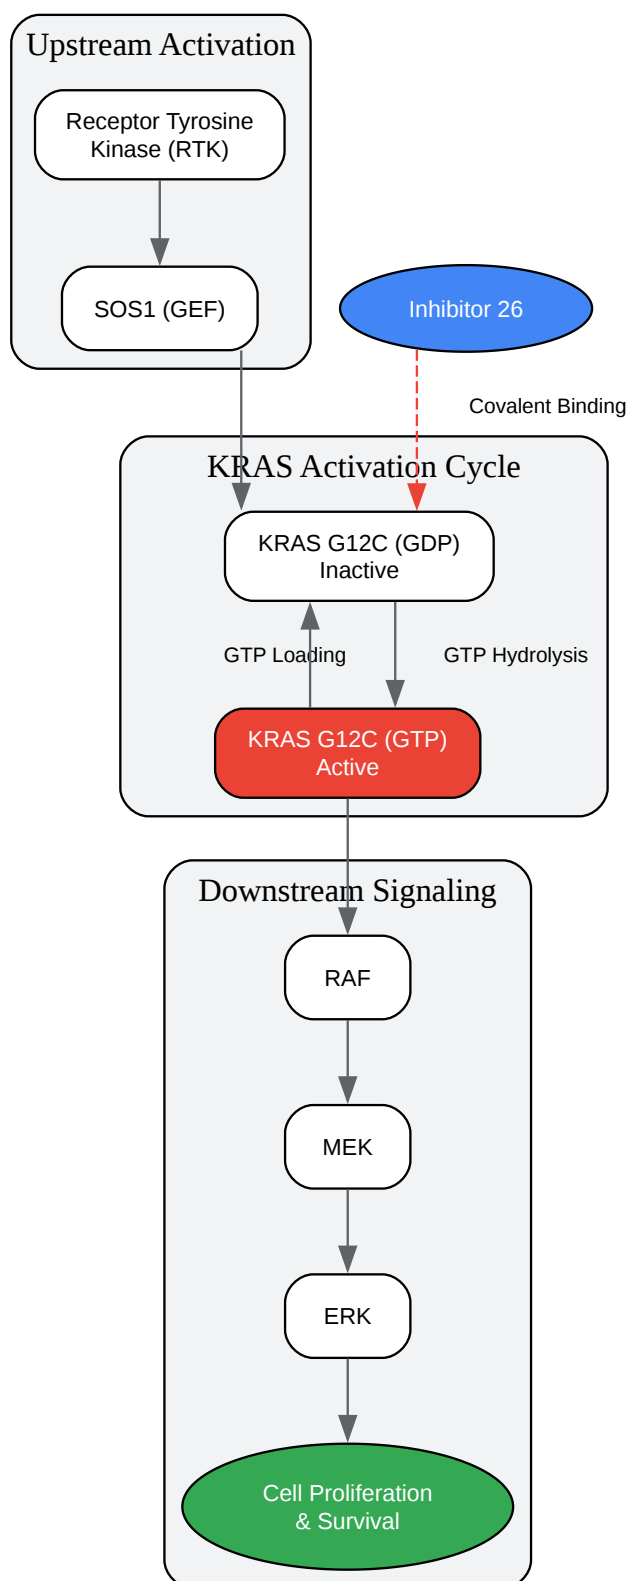 Upstream Activation
Receptor Tyrosine
Kinase (RTK)
SOS1 (GEF)
Inhibitor 26
Covalent Binding
KRAS Activation Cycle
KRAS G12C (GDP)
Inactive
GTP Loading
GTP Hydrolysis
KRAS G12C (GTP)
Active
Downstream Signaling
RAF
MEK
ERK
Cell Proliferation
& Survival